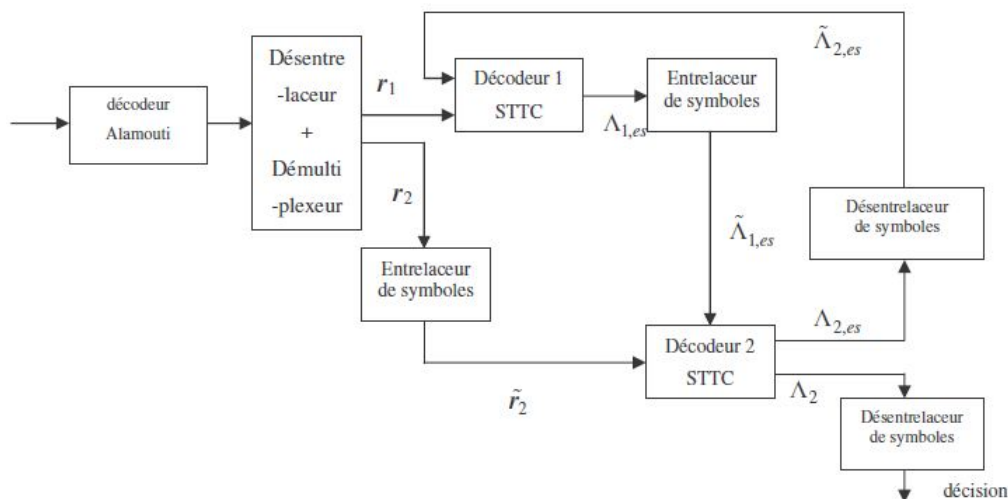 décodeur
Alamouti
Désentre
-laceur
+
Démulti
-plexeur
r₁
r₂
Décodeur 1
STTC
Λ₁,ₑₛ
Entrelaceur
de symboles
Λ̃₂,ₑₛ
Entrelaceur
de symboles
r̃₂
Λ̃₁,ₑₛ
Décodeur 2
STTC
Λ₂,ₑₛ
Λ₂
Désentrelaceur
de symboles
Désentrelaceur
de symboles
décision